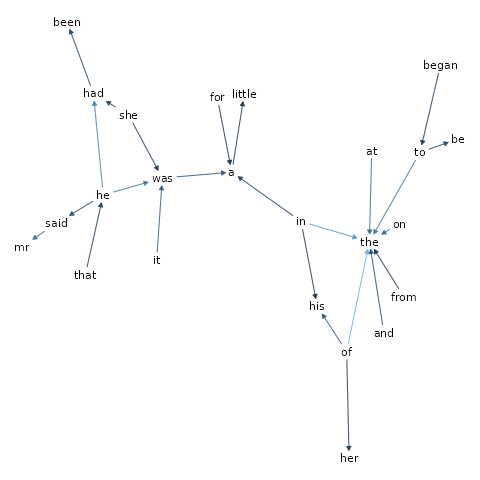 been
began
had
for
little
she
to
be
at
was
a
he
said
in
on
the
mr
that
it
from
his
and
of
her